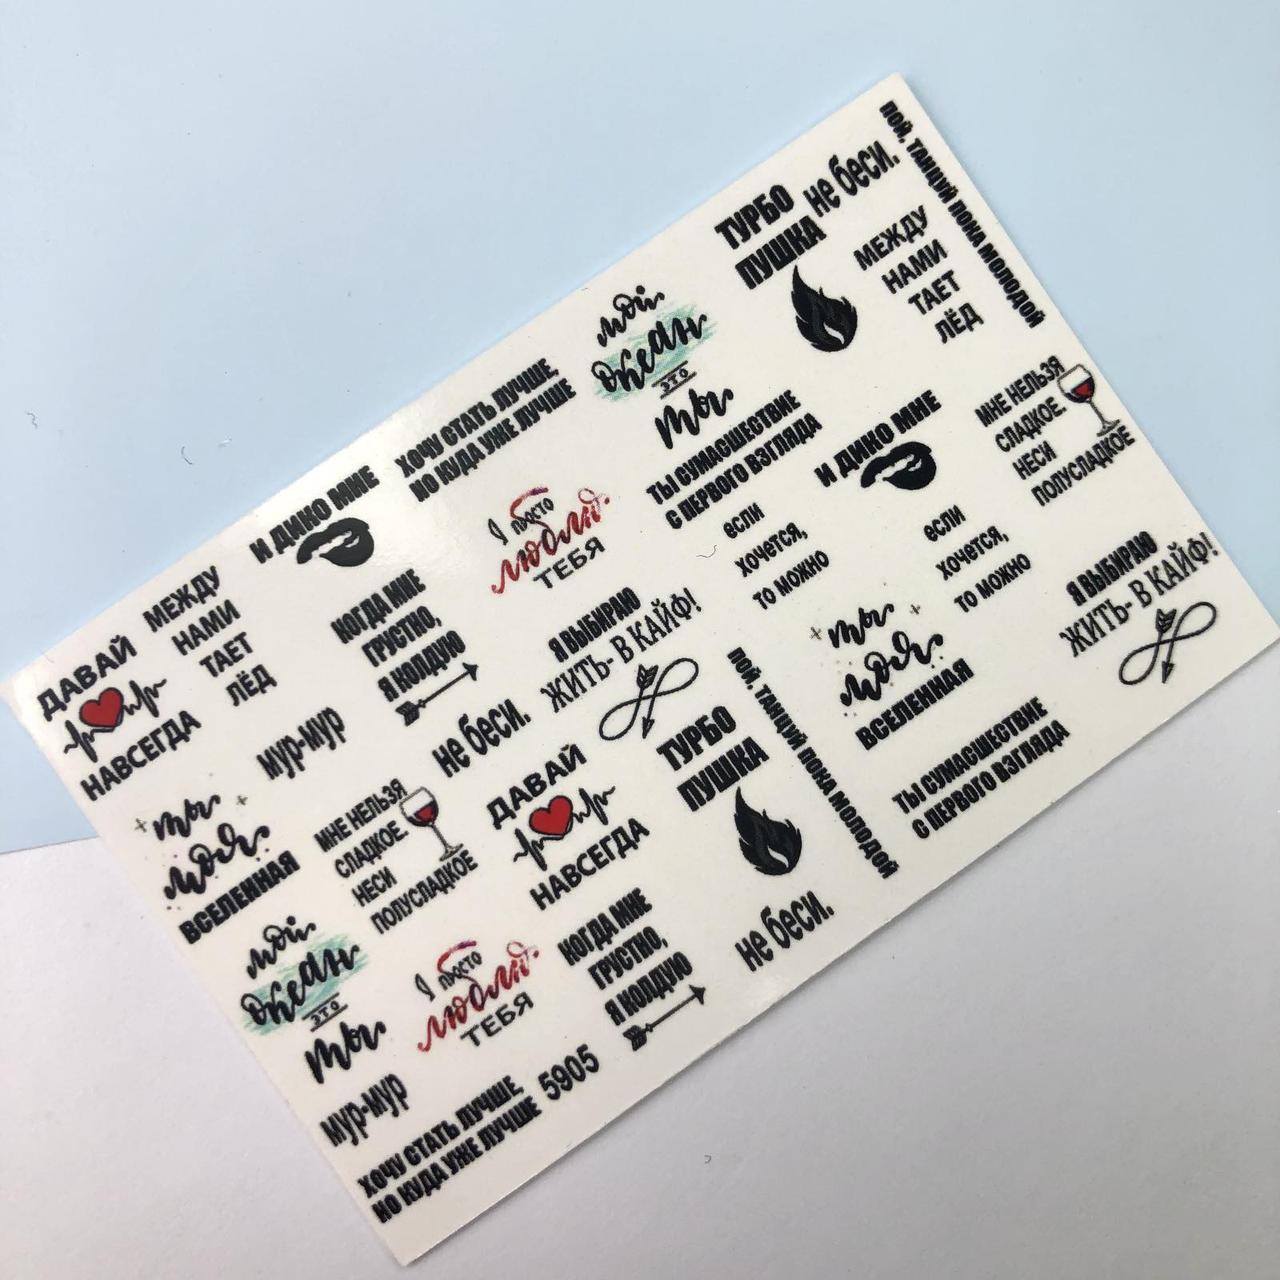 ДАВАЙ
НАВСЕГДА
МЕЖДУ
НАМИ
ТАЕТ
ЛЁД
И ДИКО МНЕ
ХОЧУ СТАТЬ ЛУЧШЕ,
НО КУДА УЖЕ ЛУЧШЕ
мой
океан
это
ты
ТУРБО
ПУШКА
не беси.
ПОЙ, ТАНЦУЙ ПОКА МОЛОДОЙ
МЕЖДУ
НАМИ
ТАЕТ
ЛЁД
мур-мур
КОГДА МНЕ
ГРУСТНО,
Я КОЛДУЮ
Я просто
люблю
ТЕБЯ
ТЫ СУМАСШЕСТВИЕ
С ПЕРВОГО ВЗГЛЯДА
И ДИКО МНЕ
МНЕ НЕЛЬЗЯ
СЛАДКОЕ.
НЕСИ
ПОЛУСЛАДКОЕ
ты
моя
ВСЕЛЕННАЯ
МНЕ НЕЛЬЗЯ
СЛАДКОЕ.
НЕСИ
ПОЛУСЛАДКОЕ
не беси.
Я ВЫБИРАЮ
ЖИТЬ- В КАЙФ!
если
хочется,
то можно
если
хочется,
то можно
Я ВЫБИРАЮ
ЖИТЬ- В КАЙФ!
ДАВАЙ
НАВСЕГДА
ТУРБО
ПУШКА
ПОЙ, ТАНЦУЙ ПОКА МОЛОДОЙ
ты
моя
ВСЕЛЕННАЯ
ТЫ СУМАСШЕСТВИЕ
С ПЕРВОГО ВЗГЛЯДА
мой
океан
это
ты
Я просто
люблю
ТЕБЯ
КОГДА МНЕ
ГРУСТНО,
Я КОЛДУЮ
не беси.
мур-мур
ХОЧУ СТАТЬ ЛУЧШЕ,
НО КУДА УЖЕ ЛУЧШЕ
5905